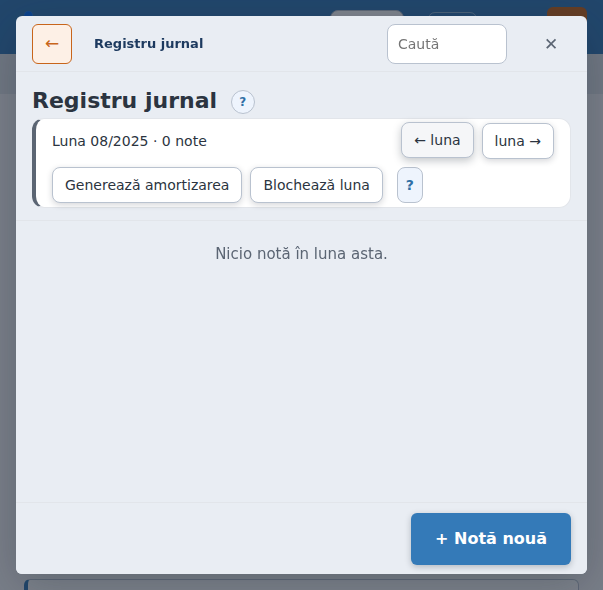 ← Registru journal Caută ✕
Registru jurnal ?
Luna 08/2025 · 0 note ← luna luna →
Generează amortizarea Blochează luna ?
Nicio notă în luna asta.
+ Notă nouă